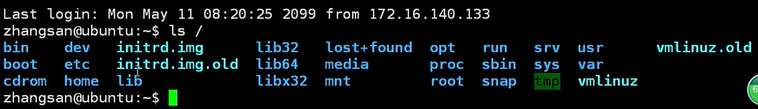 Last login: Mon May 11 08:20:25 2099 from 172.16.140.133
zhangsan@ubuntu:~$ ls /
bin dev initrd.img lib32 lost+found opt run srv usr vmlinuz.old
boot etc initrd.img.old lib64 media proc sbin sys var
cdrom home lib libx32 mnt root snap tmp vmlinuz
zhangsan@ubuntu:~$